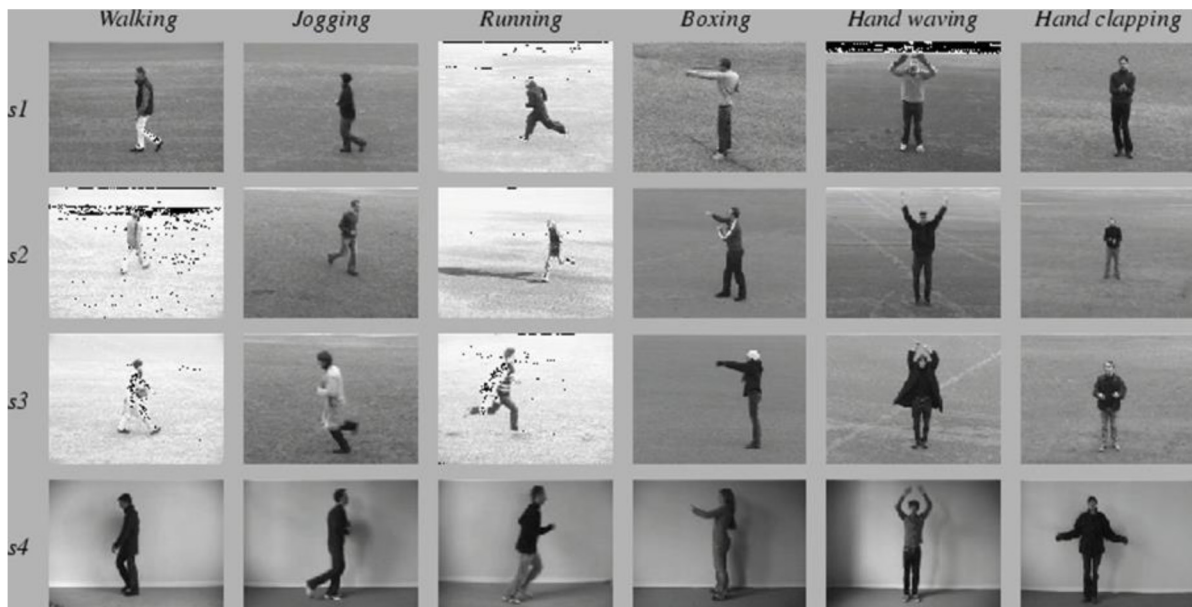 Walking Jogging Running Boxing Hand waving Hand clapping
s1
s2
s3
s4